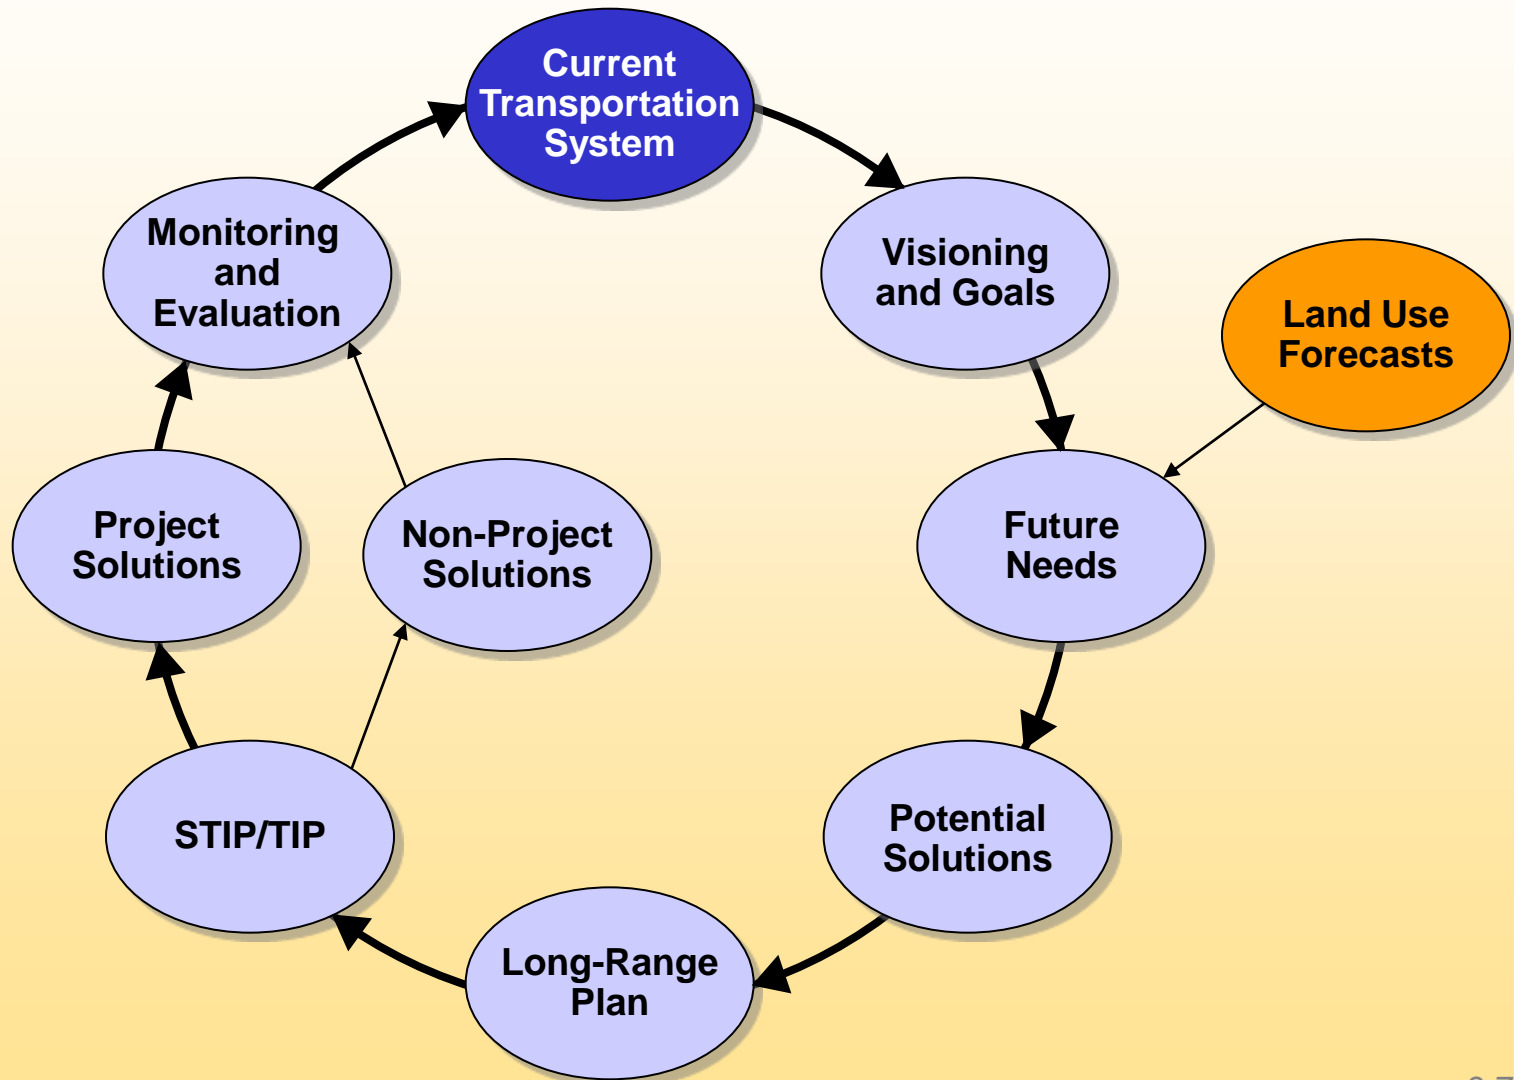 Current
Transportation
System
Monitoring
and
Evaluation
Visioning
and Goals
Land Use
Forecasts
Project
Solutions
Non-Project
Solutions
Future
Needs
STIP/TIP
Potential
Solutions
Long-Range
Plan